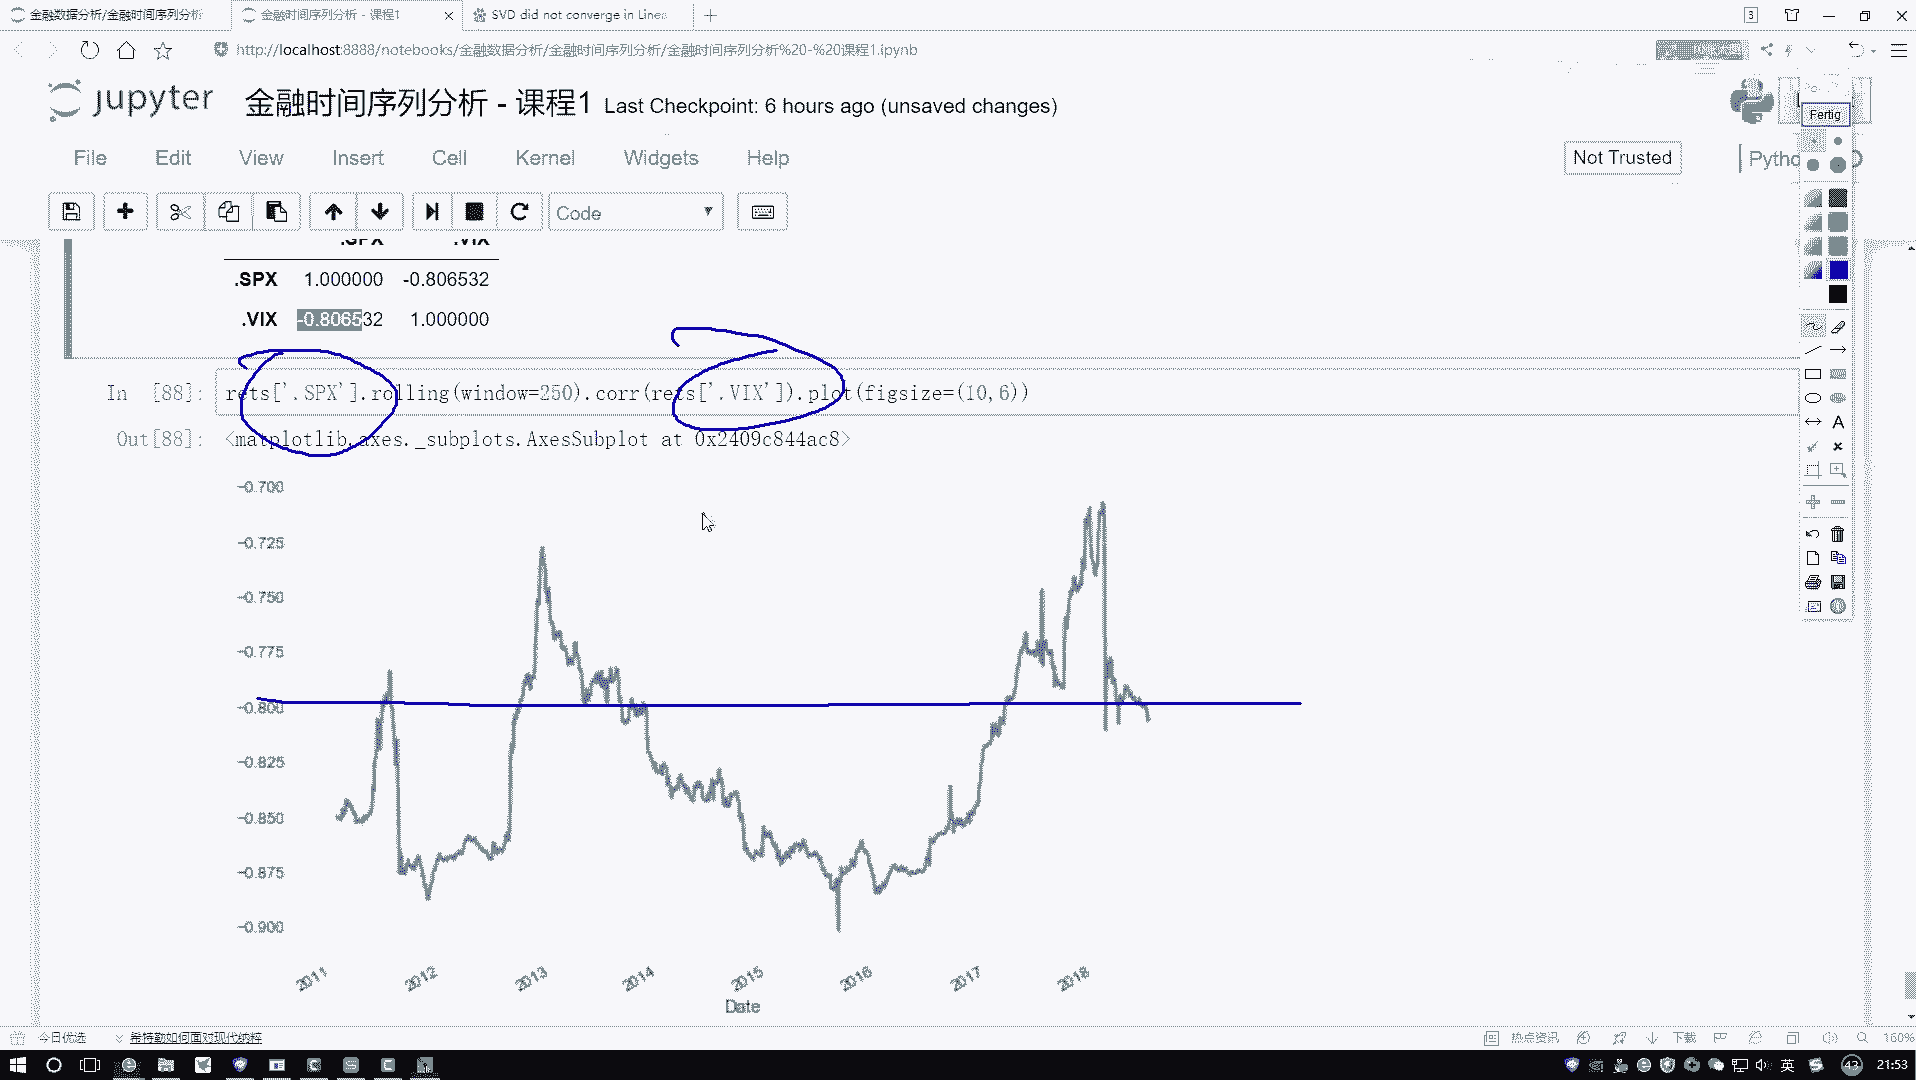 金融数据分析/金融时间序列分析
金融时间序列分析 - 课程1
SVD did not converge in Linea
3
http://localhost:8888/notebooks/金融数据分析/金融时间序列分析/金融时间序列分析%20-%20课程1.ipynb
jupyter 金融时间序列分析 - 课程1 Last Checkpoint: 6 hours ago (unsaved changes)
Fertig
File Edit View Insert Cell Kernel Widgets Help
Not Trusted
Code
.SPX .VIX
.SPX 1.000000 -0.806532
.VIX -0.806532 1.000000
In [88]: rets['.SPX'].rolling(window=250).corr(rets['.VIX']).plot(figsize=(10,6))
Out[88]: <matplotlib.axes._subplots.AxesSubplot at 0x2409c844ac8>
-0.700
-0.725
-0.750
-0.775
-0.800
-0.825
-0.850
-0.875
-0.900
2011 2012 2013 2014 2015 2016 2017 2018
Date
今日优选
希特勒如何面对现代纳粹
热点资讯
下载
160%
英
43
21:53